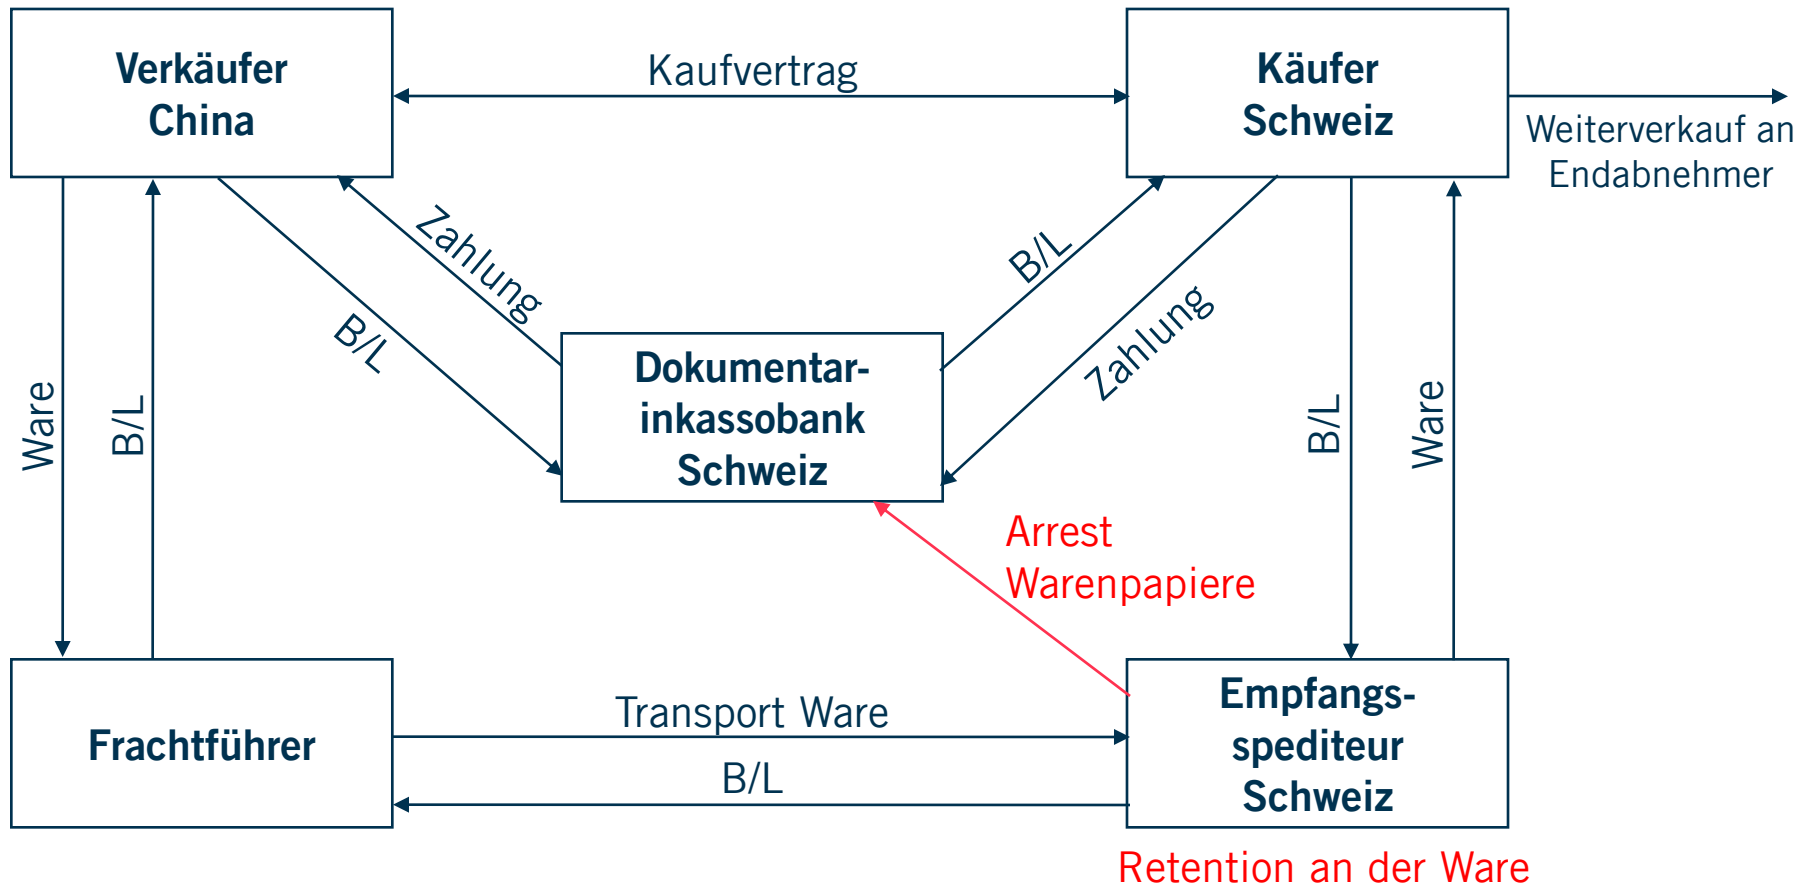 Verkäufer
China
Kaufvertrag
Käufer
Schweiz
Weiterverkauf an
Endabnehmer
Zahlung
B/L
B/L
Zahlung
Ware
B/L
Dokumentar-
inkassobank
Schweiz
B/L
Ware
Arrest
Warenpapiere
Frachtführer
Transport Ware
B/L
Empfangs-
spediteur
Schweiz
Retention an der Ware